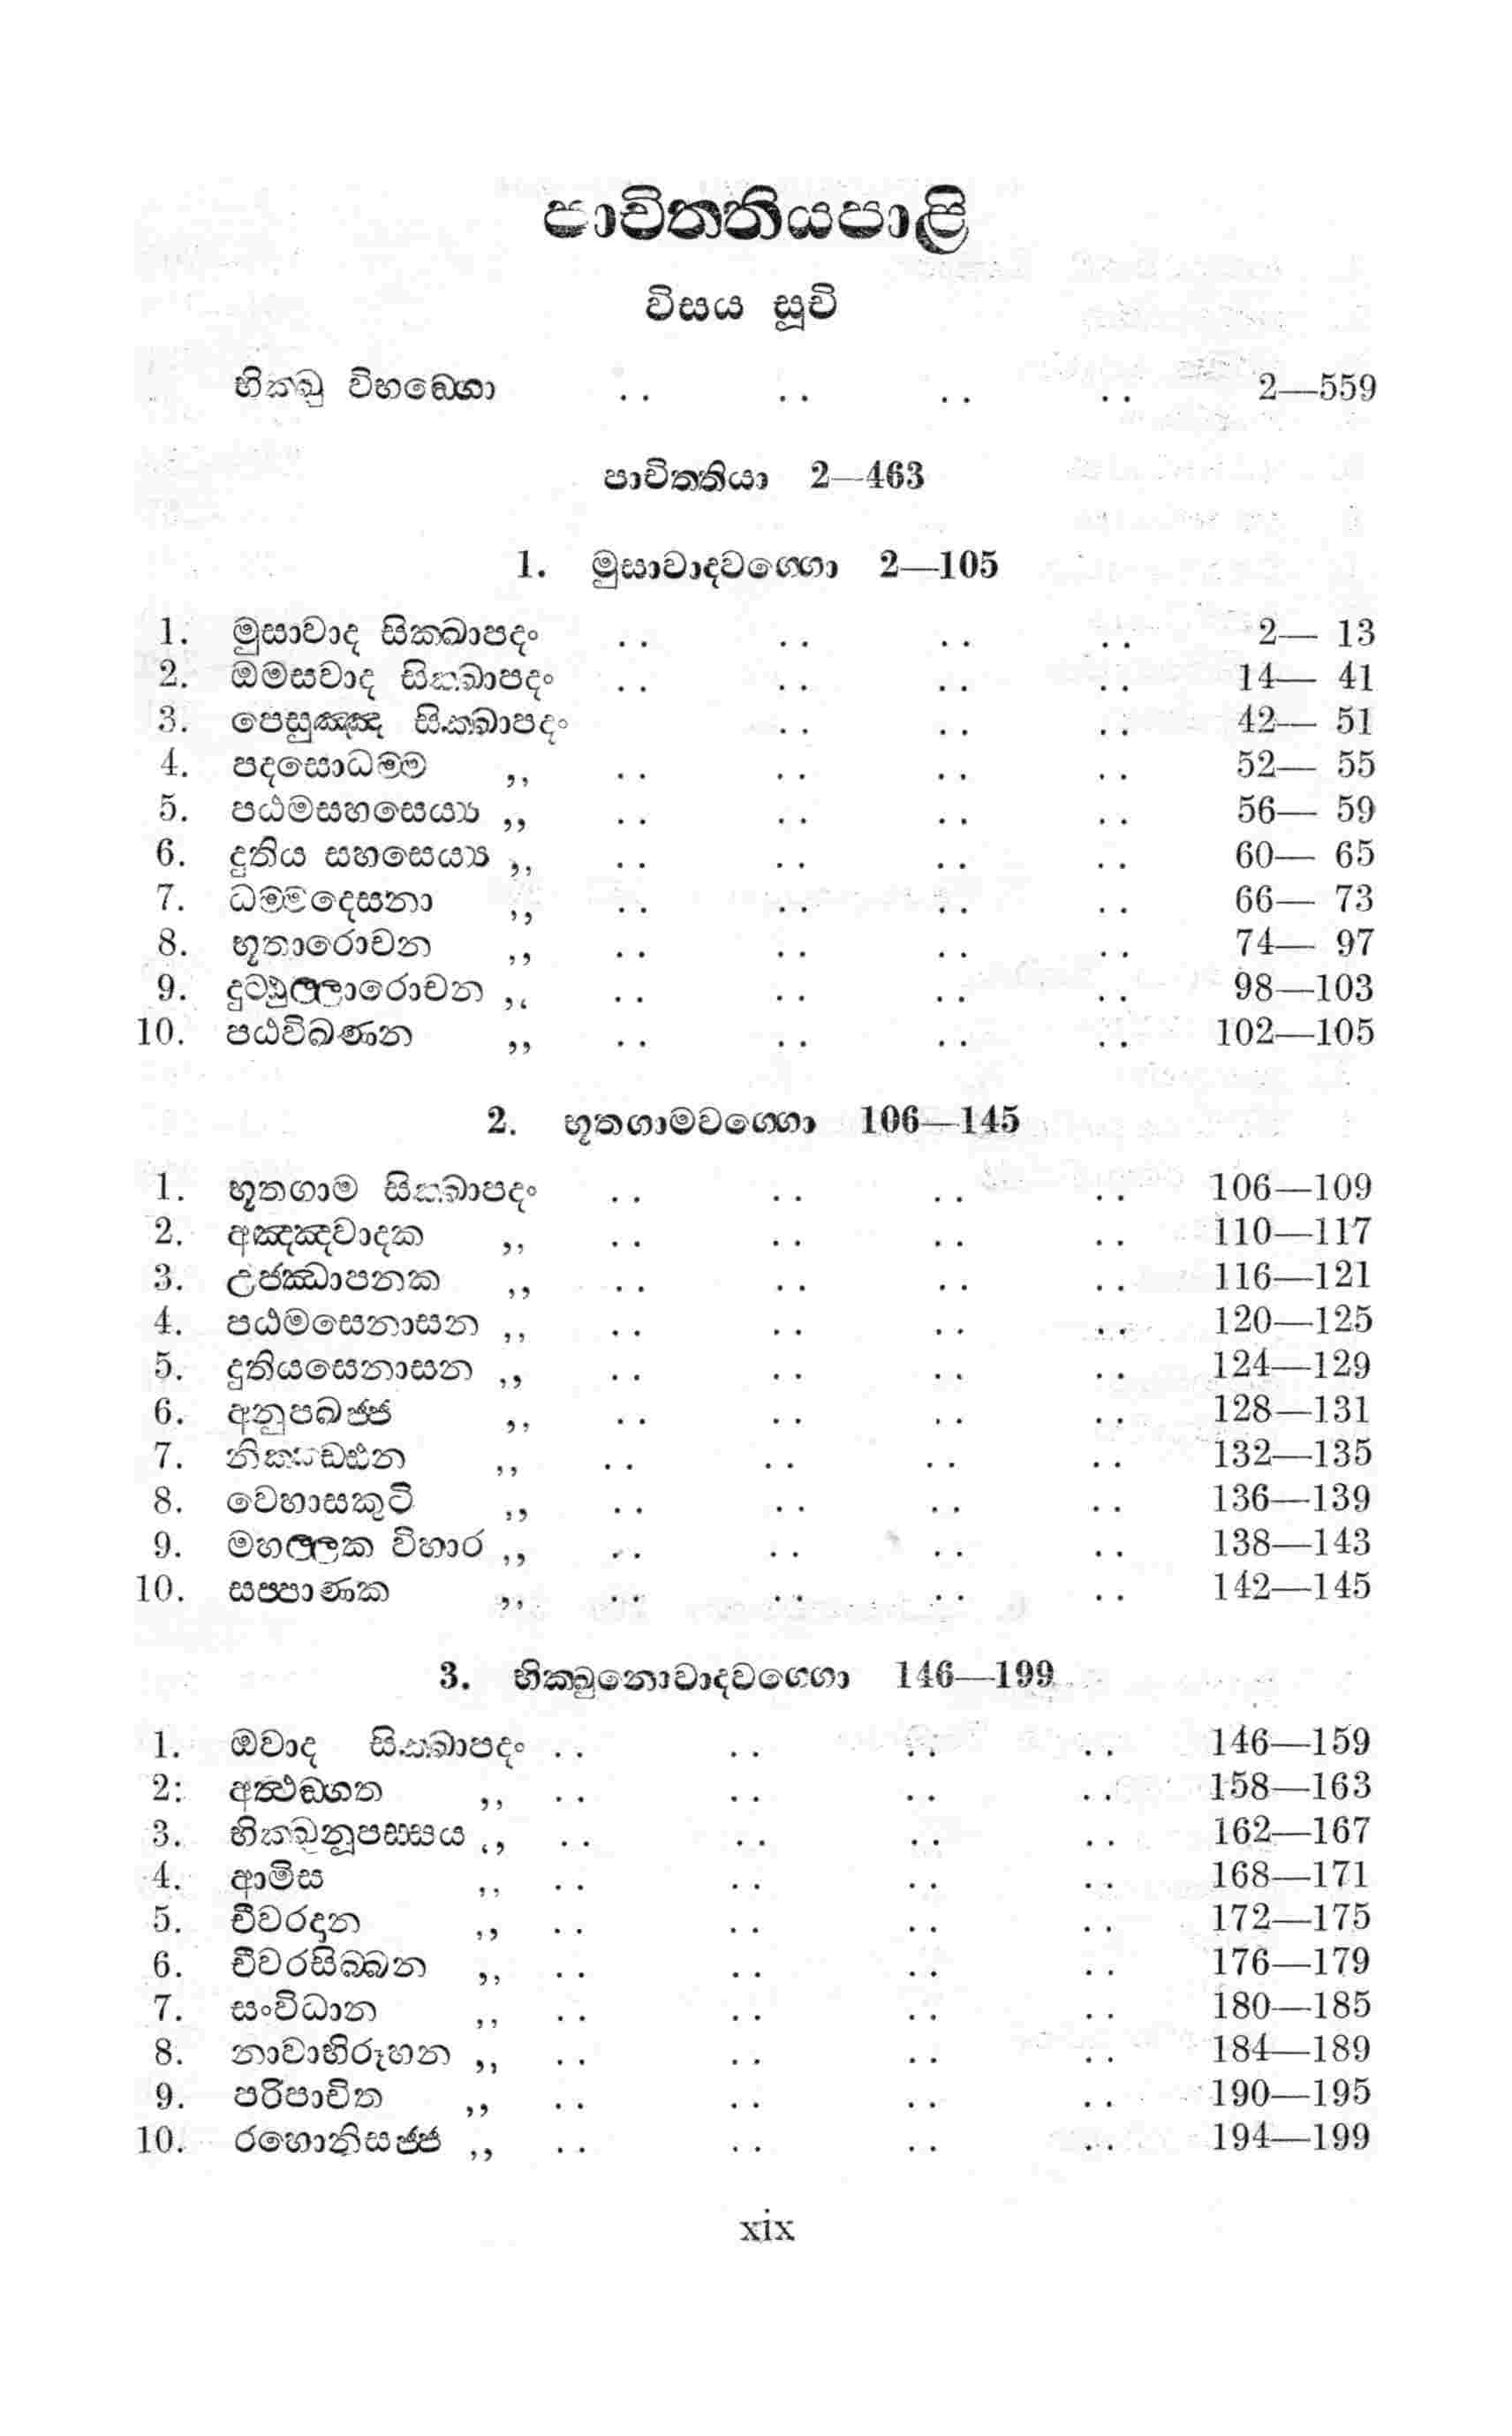 පාචිත්තියපාළි
විසය සූචි
භික්ඛු විභඞ්ගො .. .. .. .. 2—559
පාචිත්තියා 2—463
1. මුසාවාදවග්ගො 2—105
1. මුසාවාද සික්ඛාපදං .. .. .. .. 2— 13
2. ඔමසවාද සික්ඛාපදං .. .. .. .. 14— 41
3. පෙසුඤ්ඤ සික්ඛාපදං .. .. .. 42— 51
4. පදසොධම්ම ,, .. .. .. .. 52— 55
5. පඨමසහසෙය්‍ය ,, .. .. .. .. 56— 59
6. දුතිය සහසෙය්‍ය ,, .. .. .. .. 60— 65
7. ධම්මදෙසනා ,, .. .. .. .. 66— 73
8. භූතාරොචන ,, .. .. .. .. 74— 97
9. දුට්ඨුල්ලාරොචන ,, .. .. .. .. 98—103
10. පඨවිඛණන ,, .. .. .. .. 102—105
2. භූතගාමවග්ගො 106—145
1. භූතගාම සික්ඛාපදං .. .. .. .. 106—109
2. අඤ්ඤවාදක ,, .. .. .. .. 110—117
3. උජ්ඣාපනක ,, .. .. .. .. 116—121
4. පඨමසෙනාසන ,, .. .. .. .. 120—125
5. දුතියසෙනාසන ,, .. .. .. .. 124—129
6. අනුපඛජ්ජ ,, .. .. .. .. 128—131
7. නික්කඩ්ඪන ,, .. .. .. .. 132—135
8. වෙහාසකුටි ,, .. .. .. .. 136—139
9. මහල්ලක විහාර ,, .. .. .. .. 138—143
10. සප්පාණක ,, .. .. .. .. 142—145
3. භික්ඛුනොවාදවග්ගො 146—199
1. ඔවාද සික්ඛාපදං .. .. .. .. 146—159
2: අත්ථඞ්ගත ,, .. .. .. .. 158—163
3. භික්ඛුනූපස්සය ,, .. .. .. .. 162—167
4. ආමිස ,, .. .. .. .. 168—171
5. චීවරදාන ,, .. .. .. .. 172—175
6. චීවරසිබ්බන ,, .. .. .. .. 176—179
7. සංවිධාන ,, .. .. .. .. 180—185
8. නාවාභිරූහන ,, .. .. .. .. 184—189
9. පරිපාචිත ,, .. .. .. .. 190—195
10. රහොනිසජ්ජ ,, .. .. .. .. 194—199
xix